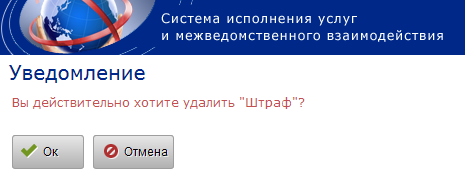 Система исполнения услуг
и межведомственного взаимодействия
Уведомление
Вы действительно хотите удалить "Штраф"?
Ок
Отмена